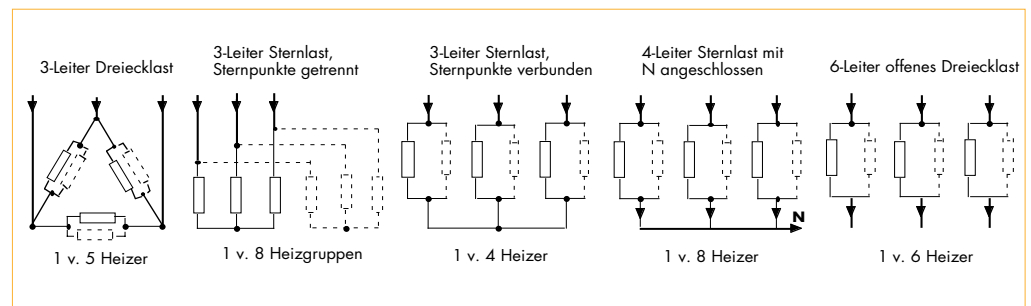 3-Leiter Dreiecklast
3-Leiter Sternlast,
Sternpunkte getrennt
3-Leiter Sternlast,
Sternpunkte verbunden
4-Leiter Sternlast mit
N angeschlossen
6-Leiter offenes Dreiecklast
N
1 v. 5 Heizer
1 v. 8 Heizgruppen
1 v. 4 Heizer
1 v. 8 Heizer
1 v. 6 Heizer